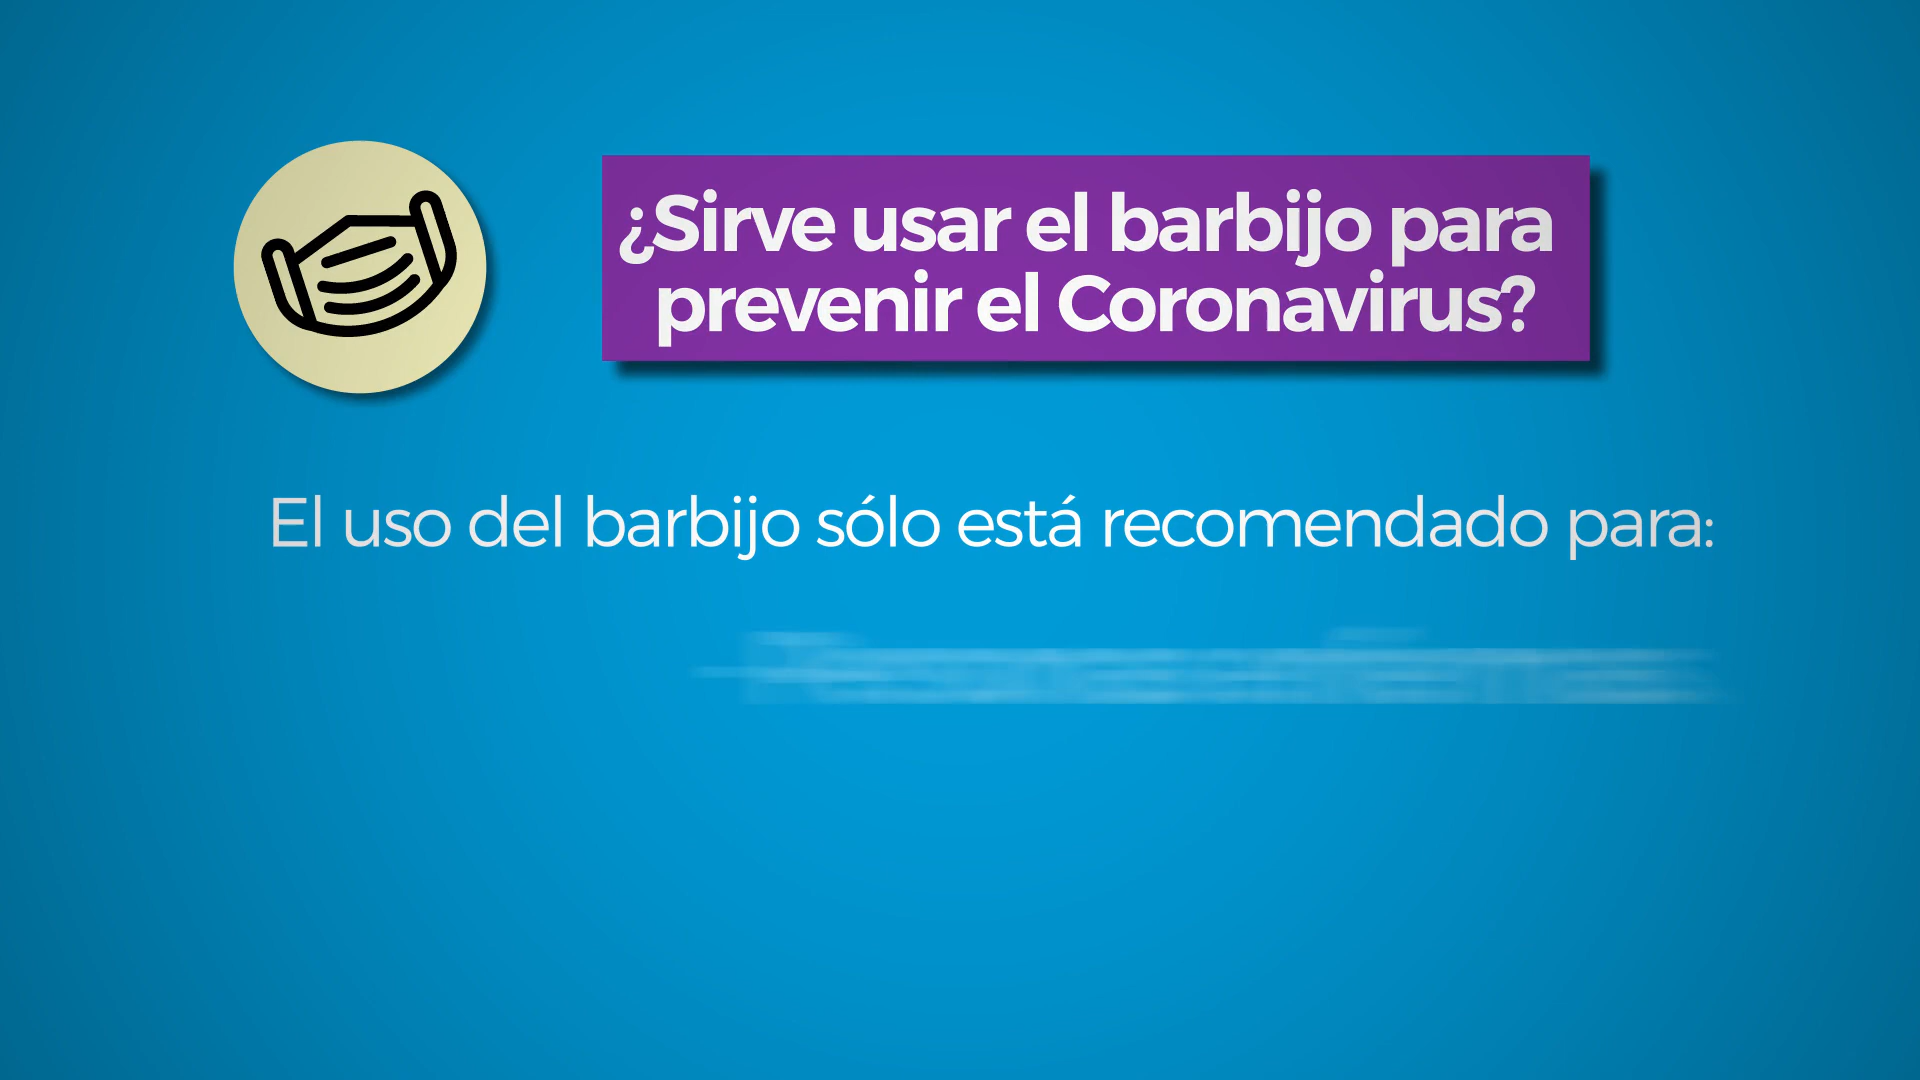 ¿Sirve usar el barbijo para
prevenir el Coronavirus?
El uso del barbijo sólo está recomendado para: